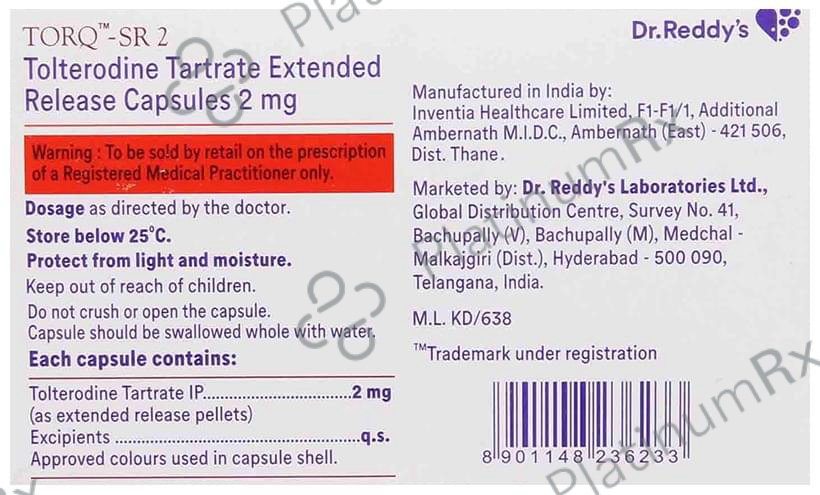 TORQ™-SR 2
Tolterodine Tartrate Extended
Release Capsules 2 mg
Warning : To be sold by retail on the prescription
of a Registered Medical Practitioner only.
Dosage as directed by the doctor.
Store below 25°C.
Protect from light and moisture.
Keep out of reach of children.
Do not crush or open the capsule.
Capsule should be swallowed whole with water.
Each capsule contains:
Tolterodine Tartrate IP..............................2 mg
(as extended release pellets)
Excipients ..................................................q.s.
Approved colours used in capsule shell.
Dr.Reddy's
Manufactured in India by:
Inventia Healthcare Limited, F1-F1/1, Additional
Ambernath M.I.D.C., Ambernath (East) - 421 506,
Dist. Thane.
Marketed by: Dr. Reddy's Laboratories Ltd.,
Global Distribution Centre, Survey No. 41,
Bachupally (V), Bachupally (M), Medchal -
Malkajgiri (Dist.), Hyderabad - 500 090,
Telangana, India.
M.L. KD/638
™Trademark under registration
8 901148 236233
PlatinumRx
PlatinumRx
PlatinumRx
Rx